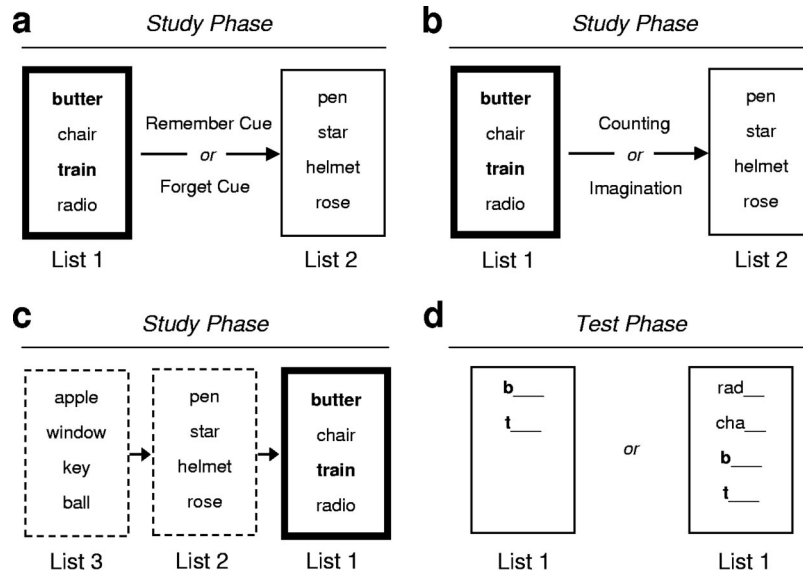 a
Study Phase
butter
chair
train
radio
List 1
Remember Cue
or
Forget Cue
pen
star
helmet
rose
List 2
b
Study Phase
butter
chair
train
radio
List 1
Counting
or
Imagination
pen
star
helmet
rose
List 2
c
Study Phase
apple
window
key
ball
List 3
pen
star
helmet
rose
List 2
butter
chair
train
radio
List 1
d
Test Phase
b___
t___
List 1
or
rad__
cha__
b___
t___
List 1